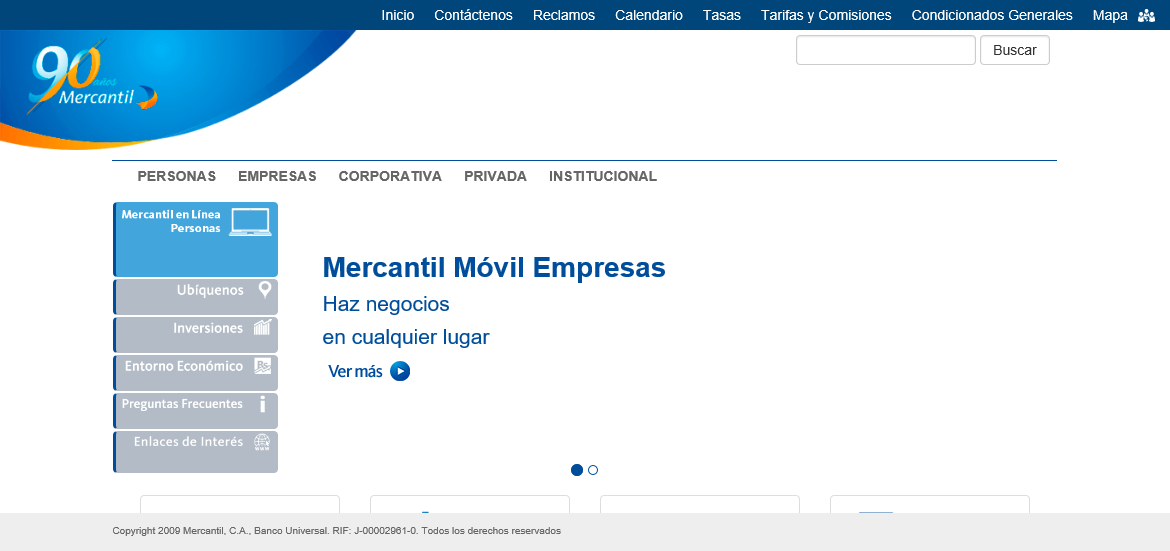 Inicio Contáctenos Reclamos Calendario Tasas Tarifas y Comisiones Condicionados Generales Mapa
Buscar
90
años
Mercantil
PERSONAS EMPRESAS CORPORATIVA PRIVADA INSTITUCIONAL
Mercantil en Línea
Personas
Ubíquenos
Inversiones
Entorno Económico
Preguntas Frecuentes
Enlaces de Interés
Mercantil Móvil Empresas
Haz negocios
en cualquier lugar
Ver más
Copyright 2009 Mercantil, C.A., Banco Universal. RIF: J-00002961-0. Todos los derechos reservados